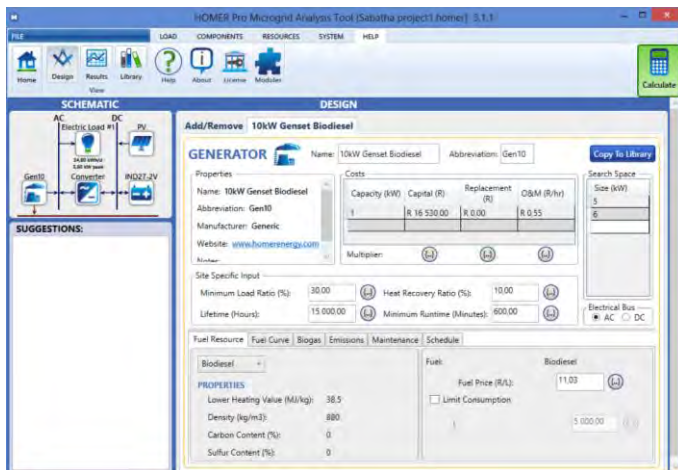 HOMER Pro Microgrid Analysis Tool [Sabatha project1.homer] 3.1.1
FILE
LOAD COMPONENTS RESOURCES SYSTEM HELP
Home Design Results Library Help About License Modules Calculate
View
SCHEMATIC
AC DC
Electric Load #1 PV
24,80 kWh/d
Gen10 Converter IND27-2V
SUGGESTIONS:
DESIGN
Add/Remove 10kW Genset Biodiesel
GENERATOR Name: 10kW Genset Biodiesel Abbreviation: Gen10 Copy To Library
Properties
Name: 10kW Genset Biodiesel
Abbreviation: Gen10
Manufacturer: Generic
Website: www.homerenergy.com
Notes:
Costs
Capacity (kW) Capital (R) Replacement (R) O&M (R/hr)
1 R 16 530.00 R 0.00 R 0.55
Multiplier: (..) (..) (..)
Search Space
Size (kW)
5
6
Electrical Bus
AC DC
Site Specific Input
Minimum Load Ratio (%): 30,00 (..) Heat Recovery Ratio (%): 10,00 (..)
Lifetime (Hours): 15 000,00 (..) Minimum Runtime (Minutes): 600,00 (..)
Fuel Resource Fuel Curve Biogas Emissions Maintenance Schedule
Biodiesel
PROPERTIES
Lower Heating Value (MJ/kg): 38.5
Density (kg/m3): 880
Carbon Content (%): 0
Sulfur Content (%): 0
Fuel: Biodiesel
Fuel Price (R/L): 11,03 (..)
Limit Consumption
5 000,00